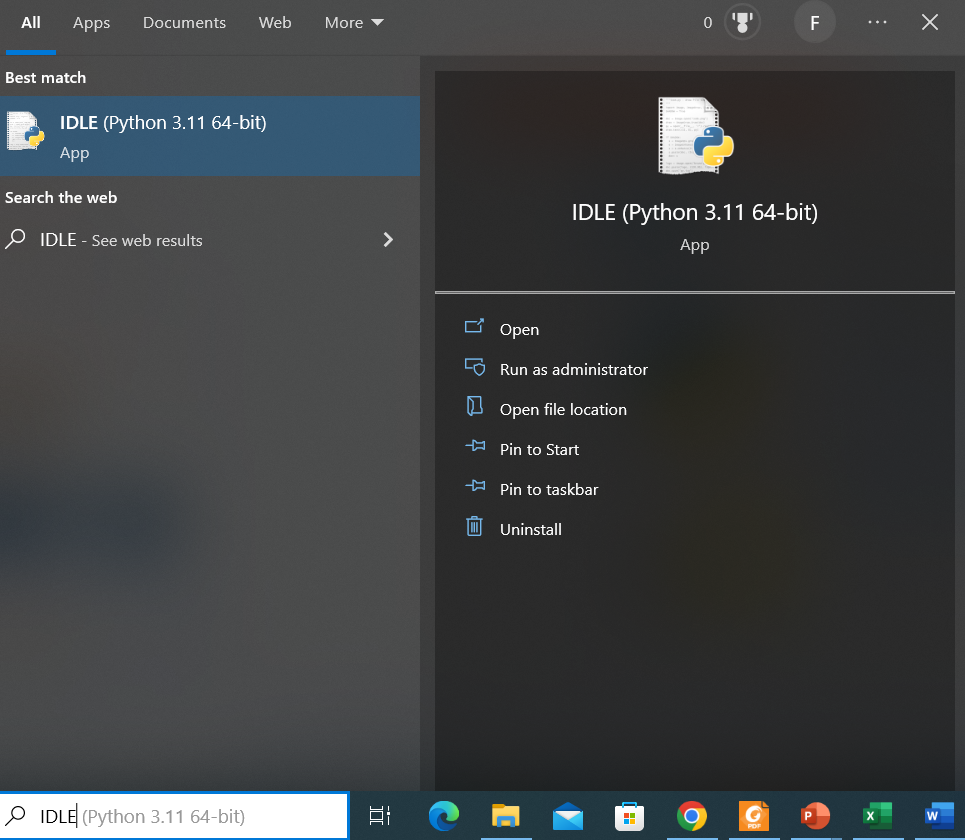 All Apps Documents Web More 0 F
Best match
IDLE (Python 3.11 64-bit)
App
Search the web
IDLE - See web results
IDLE (Python 3.11 64-bit)
App
Open
Run as administrator
Open file location
Pin to Start
Pin to taskbar
Uninstall
IDLE (Python 3.11 64-bit)
PDF
P
X
W